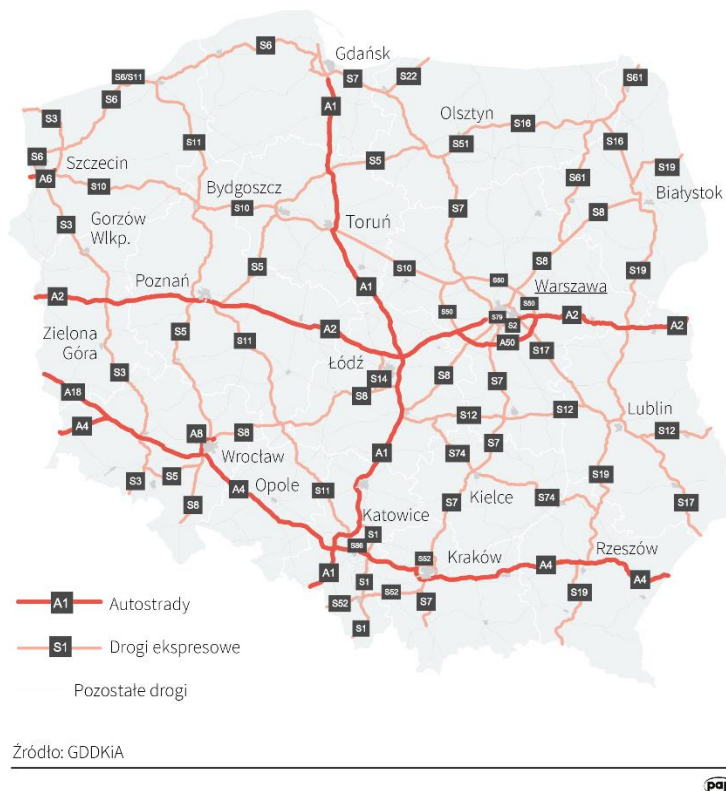 S6
Gdańsk
S61
S6/S11
S7
S22
S6
A1
S3
Olsztyn
S16
S11
S51
S16
S6
Szczecin
S5
S19
A6
S10
Bydgoszcz
S61
Białystok
S10
S7
S8
S3
Gorzów
Wlkp.
Toruń
S8
S5
S10
S19
Poznań
A1
S50
Warszawa
A2
S50
S50
S79
A2
A2
S2
A2
Zielona
Góra
S5
S11
A50
S17
Łódź
S14
S8
S7
S3
S8
A18
S12
S12
Lublin
A4
A8
S8
S12
Wrocław
A1
S74
S7
S3
S5
Opole
S19
A4
S11
Kielce
S74
S17
S8
S7
Katowice
S1
S86
S52
Kraków
Rzeszów
A4
A1
S1
A4
S52
S52
S7
S19
S1
A1 Autostrady
S1 Drogi ekspresowe
Pozostałe drogi
Źródło: GDDKiA
pap